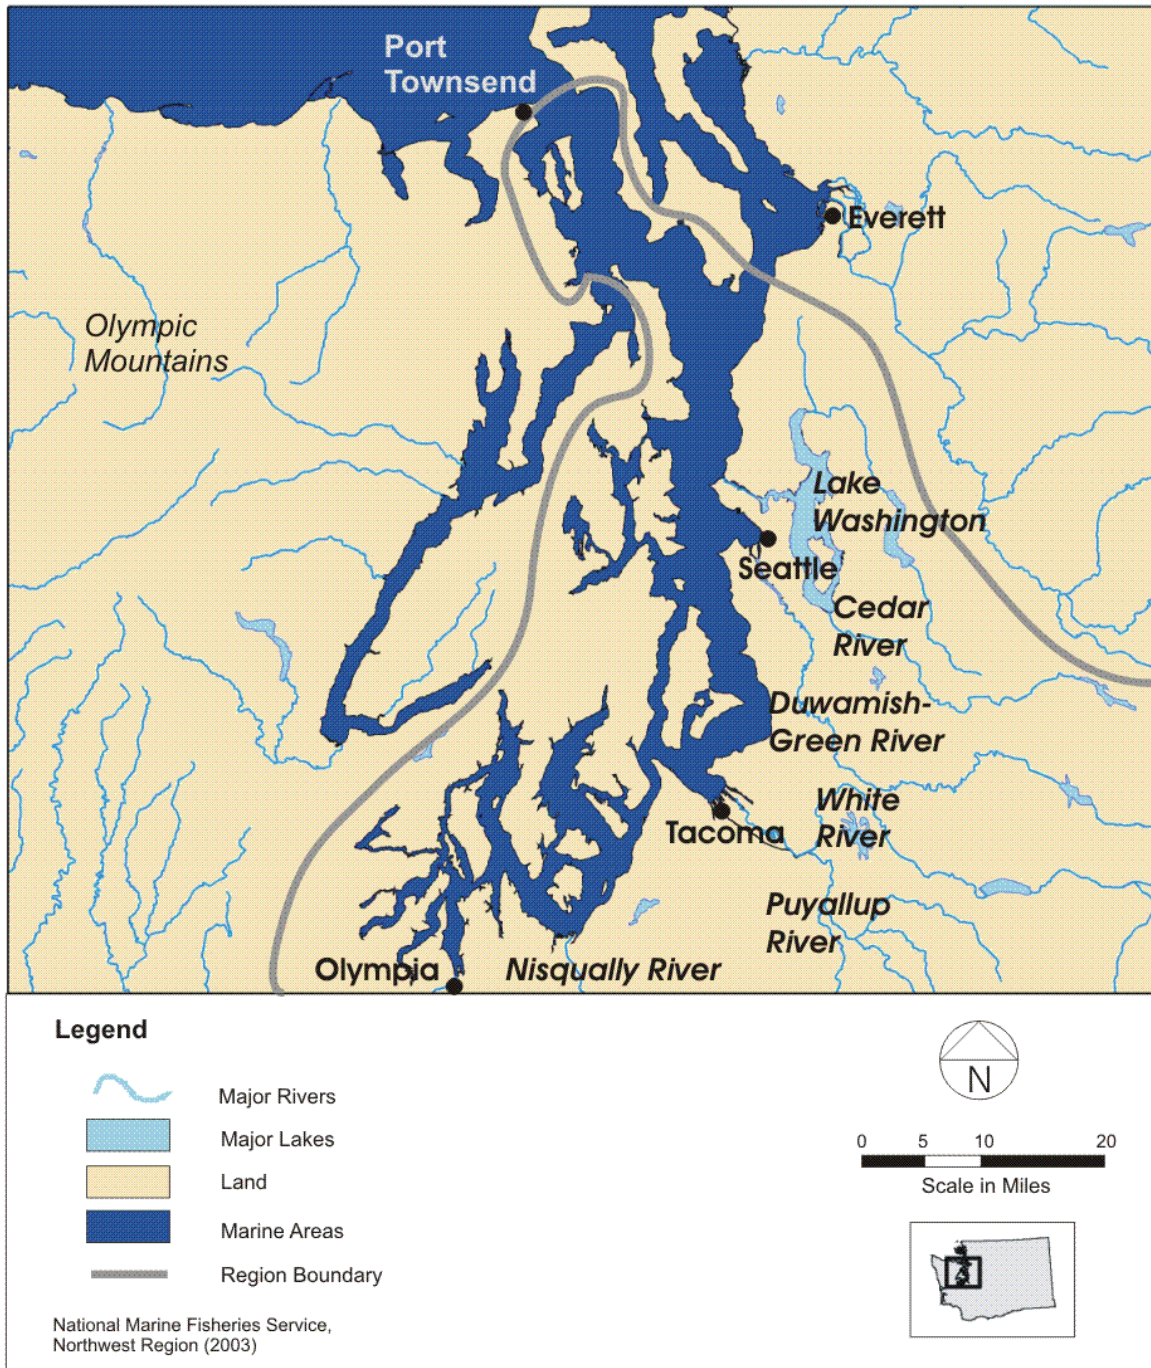 Port
Townsend
Everett
Olympic
Mountains
Lake
Washington
Seattle
Cedar
River
Duwamish-
Green River
White
River
Tacoma
Puyallup
River
Olympia
Nisqually River
Legend
Major Rivers
Major Lakes
Land
Marine Areas
Region Boundary
National Marine Fisheries Service,
Northwest Region (2003)
N
0 5 10 20
Scale in Miles